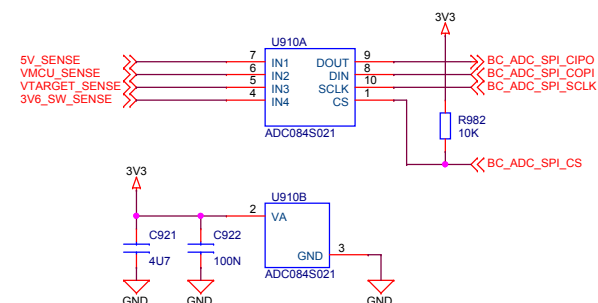 3V3
U910A
5V_SENSE 7 IN1 DOUT 9 BC_ADC_SPI_CIPO
VMCU_SENSE 6 IN2 DIN 8 BC_ADC_SPI_COPI
VTARGET_SENSE 5 IN3 SCLK 10 BC_ADC_SPI_SCLK
3V6_SW_SENSE 4 IN4 CS 1
R982
10K
ADC084S021
BC_ADC_SPI_CS
3V3
U910B
2 VA
C921 C922
4U7 100N
GND 3
ADC084S021
GND GND GND